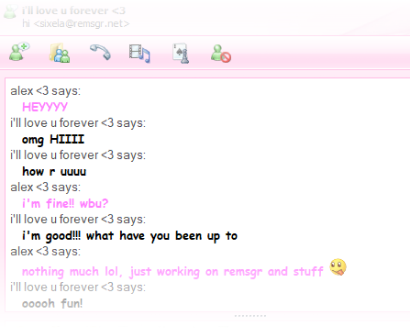 i'll love u forever <3
hi <sixela@remsgr.net>
alex <3 says:
HEYYYY
i'll love u forever <3 says:
omg HIIII
i'll love u forever <3 says:
how r uuuu
alex <3 says:
i'm fine!! wbu?
i'll love u forever <3 says:
i'm good!!! what have you been up to
alex <3 says:
nothing much lol, just working on remsgr and stuff
i'll love u forever <3 says:
ooooh fun!